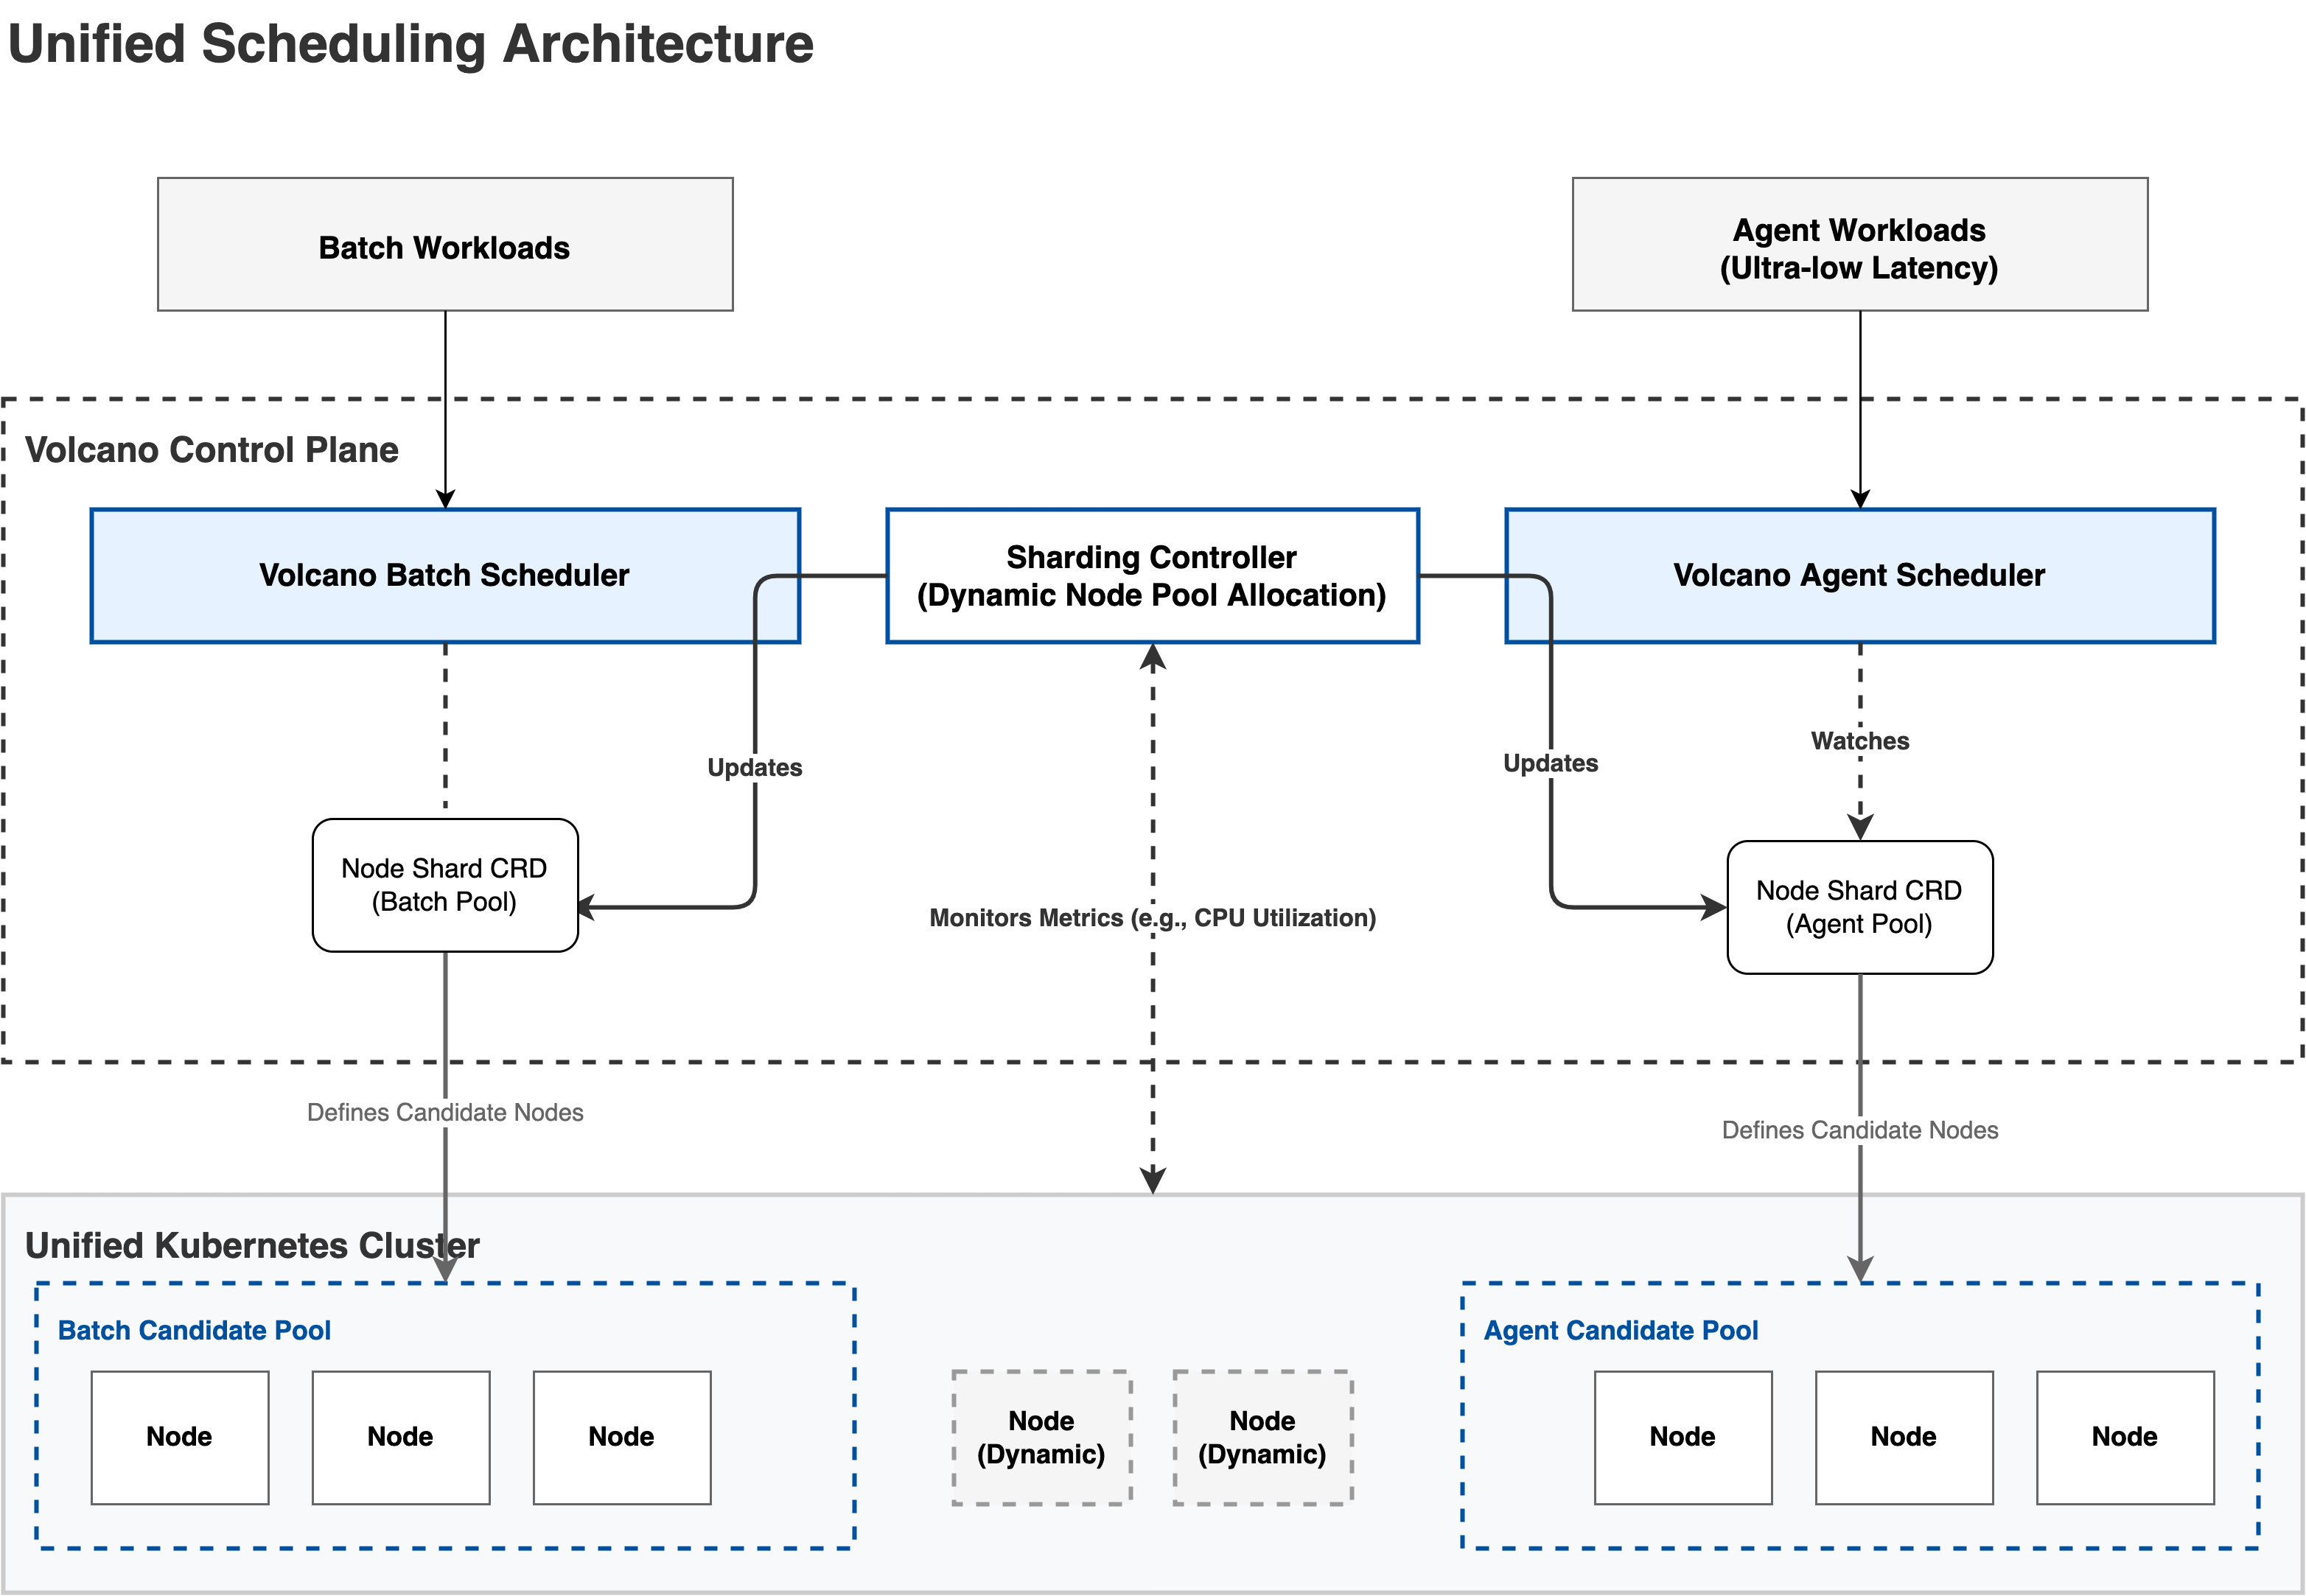 Unified Scheduling Architecture
Batch Workloads
Agent Workloads
(Ultra-low Latency)
Volcano Control Plane
Volcano Batch Scheduler
Sharding Controller
(Dynamic Node Pool Allocation)
Volcano Agent Scheduler
Updates
Updates
Watches
Node Shard CRD
(Batch Pool)
Monitors Metrics (e.g., CPU Utilization)
Node Shard CRD
(Agent Pool)
Defines Candidate Nodes
Defines Candidate Nodes
Unified Kubernetes Cluster
Batch Candidate Pool
Node
Node
Node
Node
(Dynamic)
Node
(Dynamic)
Agent Candidate Pool
Node
Node
Node